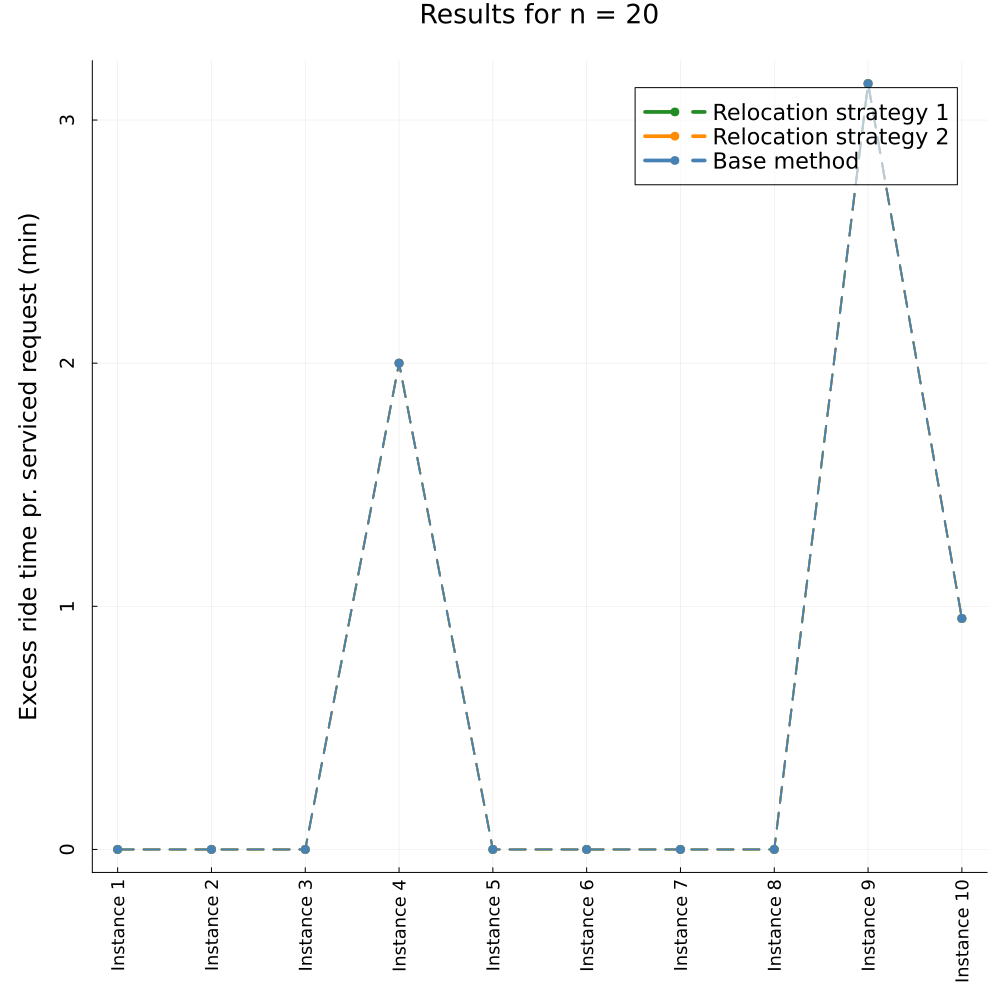 Results for n = 20
Excess ride time pr. serviced request (min)
3
2
1
0
Relocation strategy 1
Relocation strategy 2
Base method
Instance 1
Instance 2
Instance 3
Instance 4
Instance 5
Instance 6
Instance 7
Instance 8
Instance 9
Instance 10